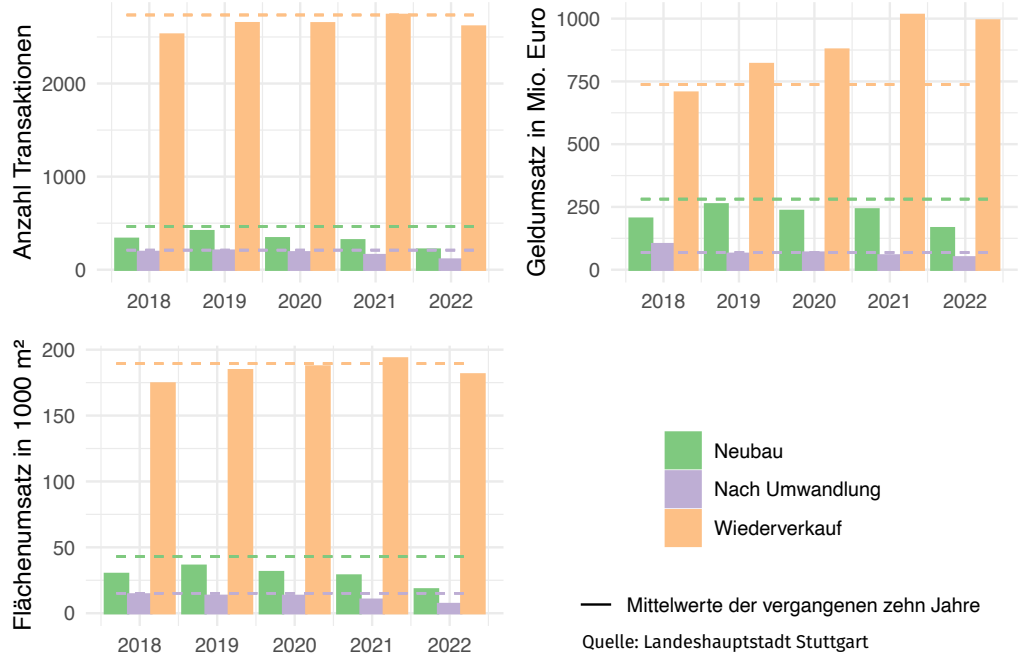 Anzahl Transaktionen
2000
1000
0
2018 2019 2020 2021 2022
Geldumsatz in Mio. Euro
1000
750
500
250
0
2018 2019 2020 2021 2022
Flächenumsatz in 1000 m²
200
150
100
50
0
2018 2019 2020 2021 2022
Neubau
Nach Umwandlung
Wiederverkauf
Mittelwerte der vergangenen zehn Jahre
Quelle: Landeshauptstadt Stuttgart